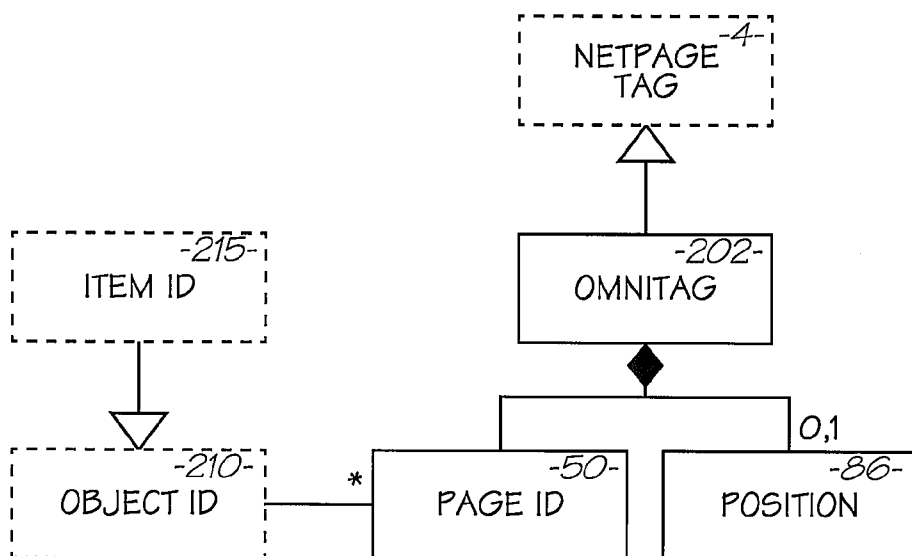 -4-
NETPAGE
TAG
-215-
ITEM ID
-202-
OMNITAG
0,1
-210-
OBJECT ID
*
-50-
PAGE ID
-86-
POSITION